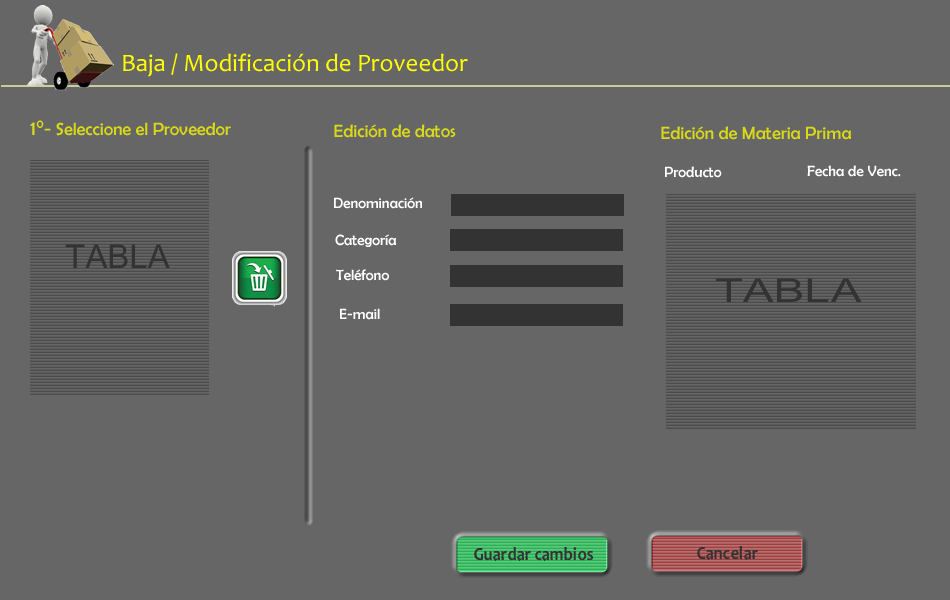 Baja / Modificación de Proveedor
1º- Seleccione el Proveedor
TABLA
Edición de datos
Denominación
Categoría
Teléfono
E-mail
Edición de Materia Prima
Producto Fecha de Venc.
TABLA
Guardar cambios
Cancelar